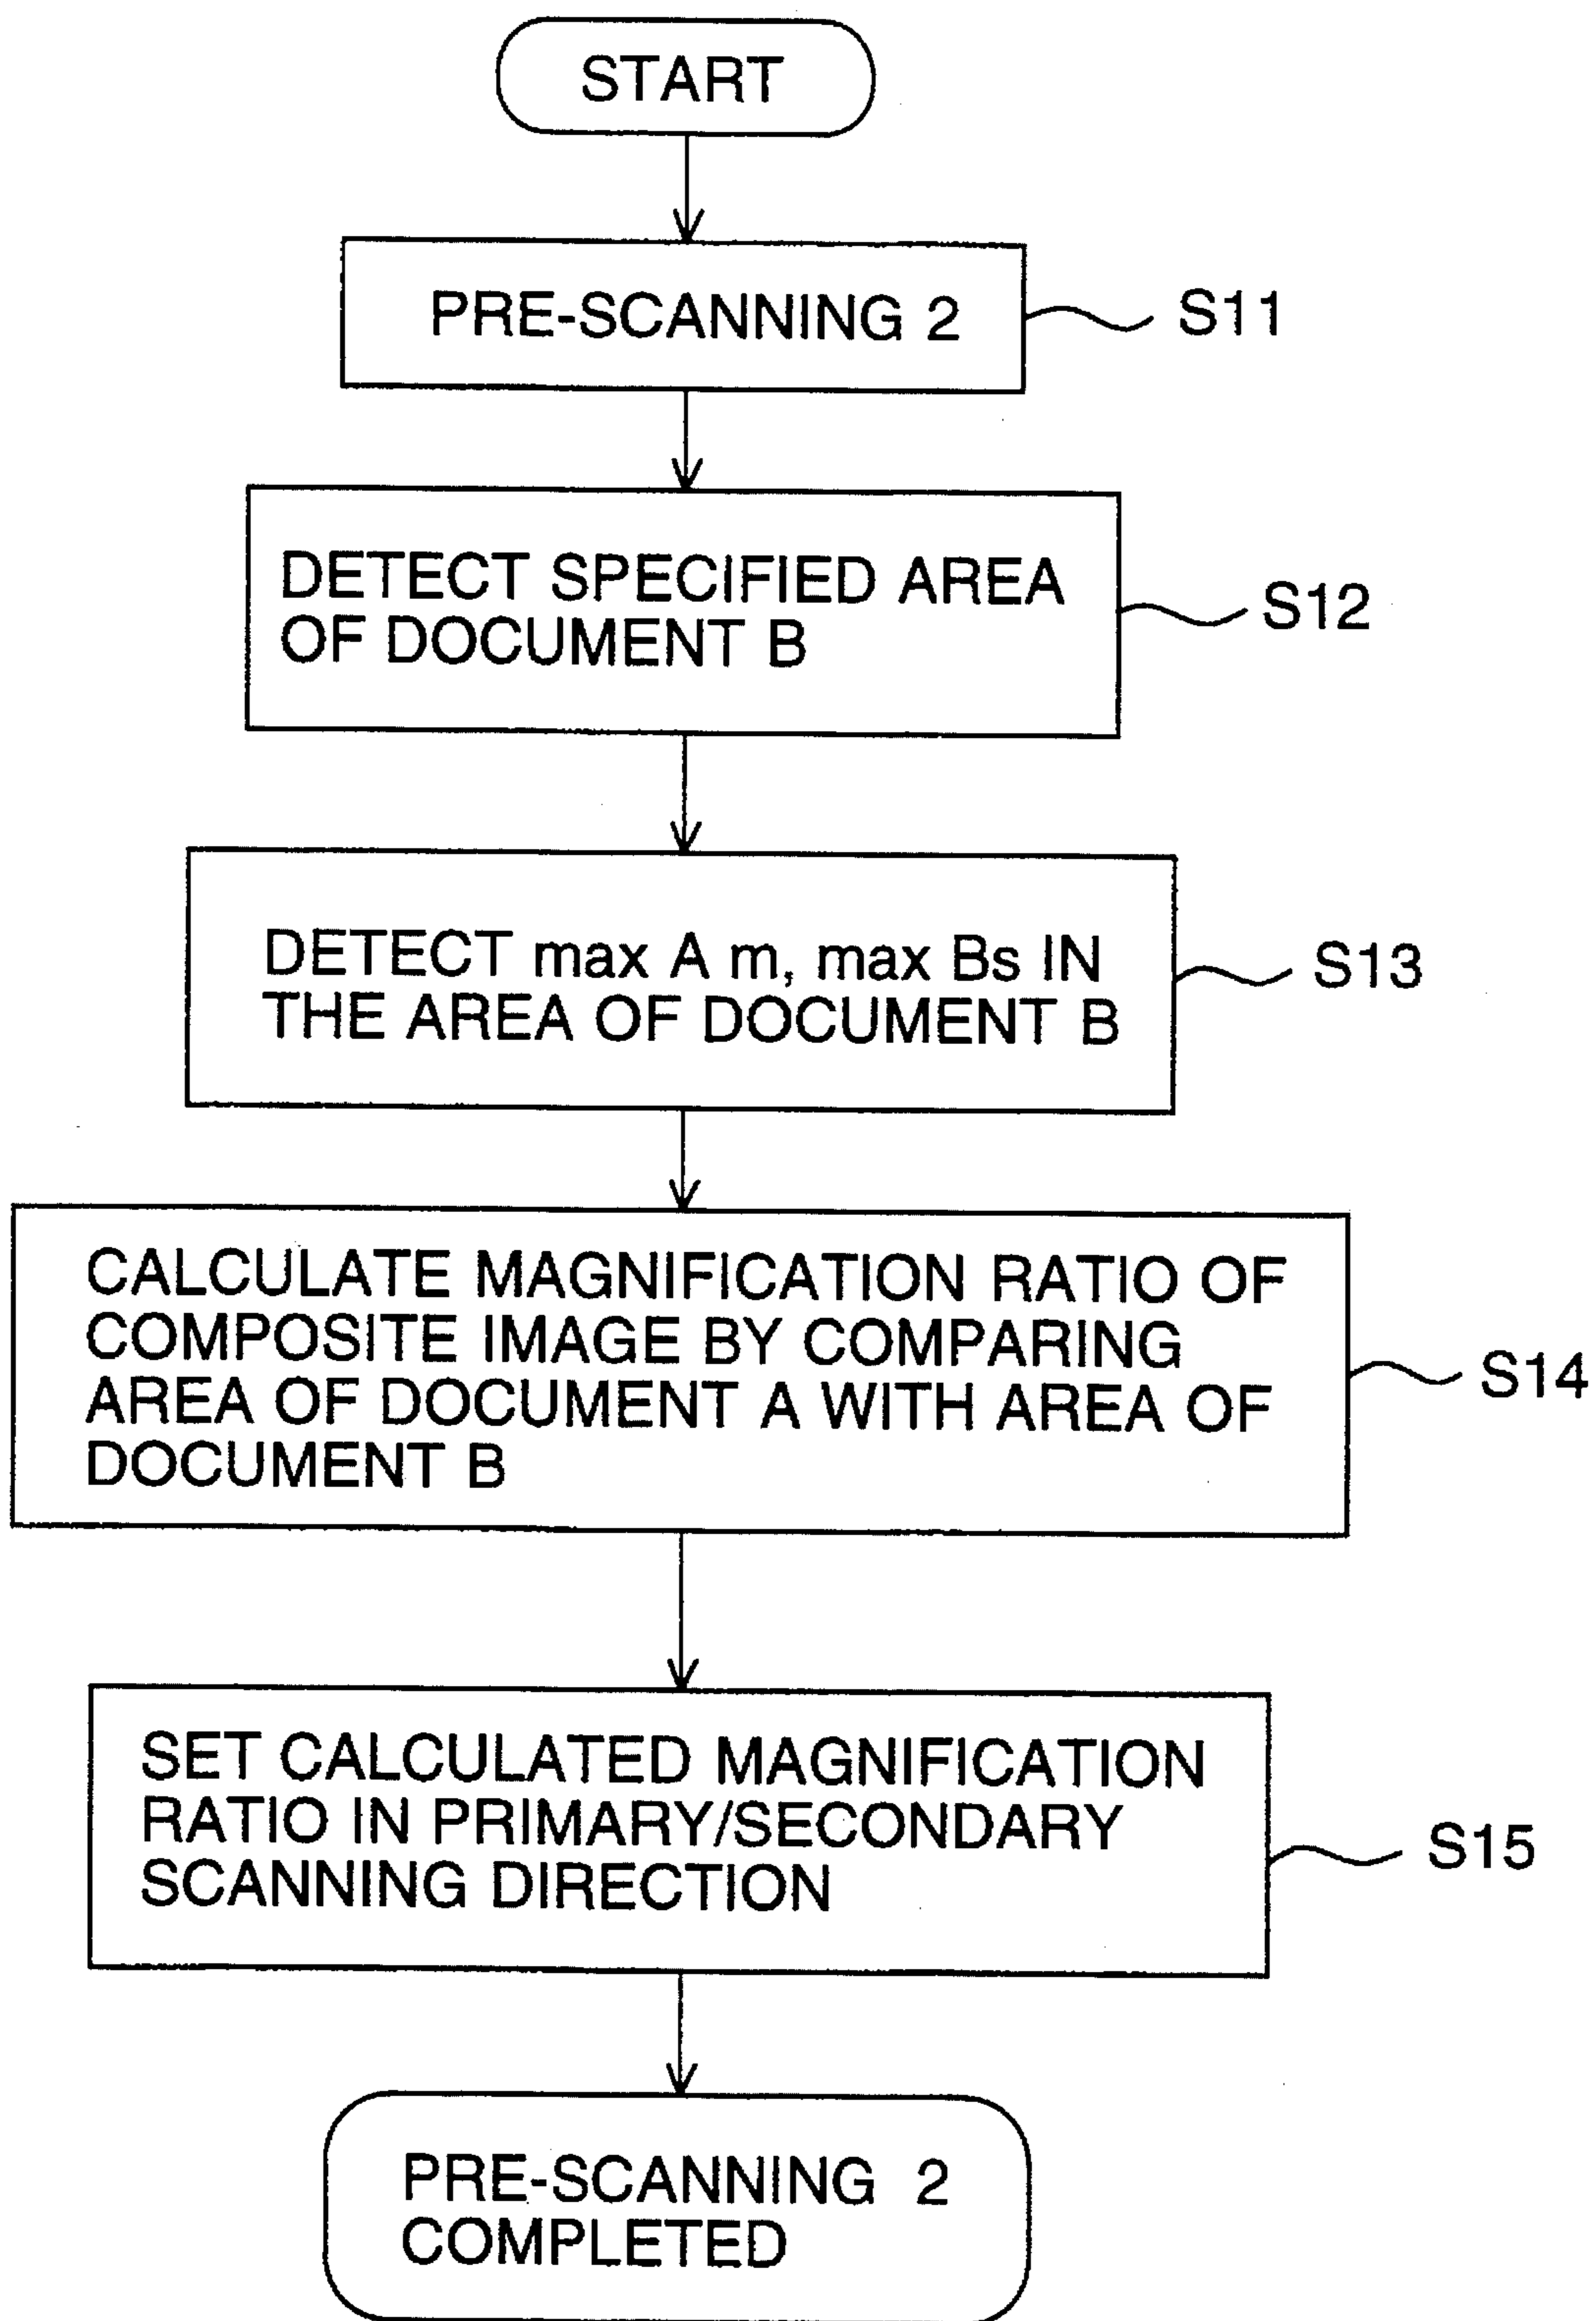 START
PRE-SCANNING 2
S11
DETECT SPECIFIED AREA
OF DOCUMENT B
S12
DETECT max A m, max Bs IN
THE AREA OF DOCUMENT B
S13
CALCULATE MAGNIFICATION RATIO OF
COMPOSITE IMAGE BY COMPARING
AREA OF DOCUMENT A WITH AREA OF
DOCUMENT B
S14
SET CALCULATED MAGNIFICATION
RATIO IN PRIMARY/SECONDARY
SCANNING DIRECTION
S15
PRE-SCANNING 2
COMPLETED